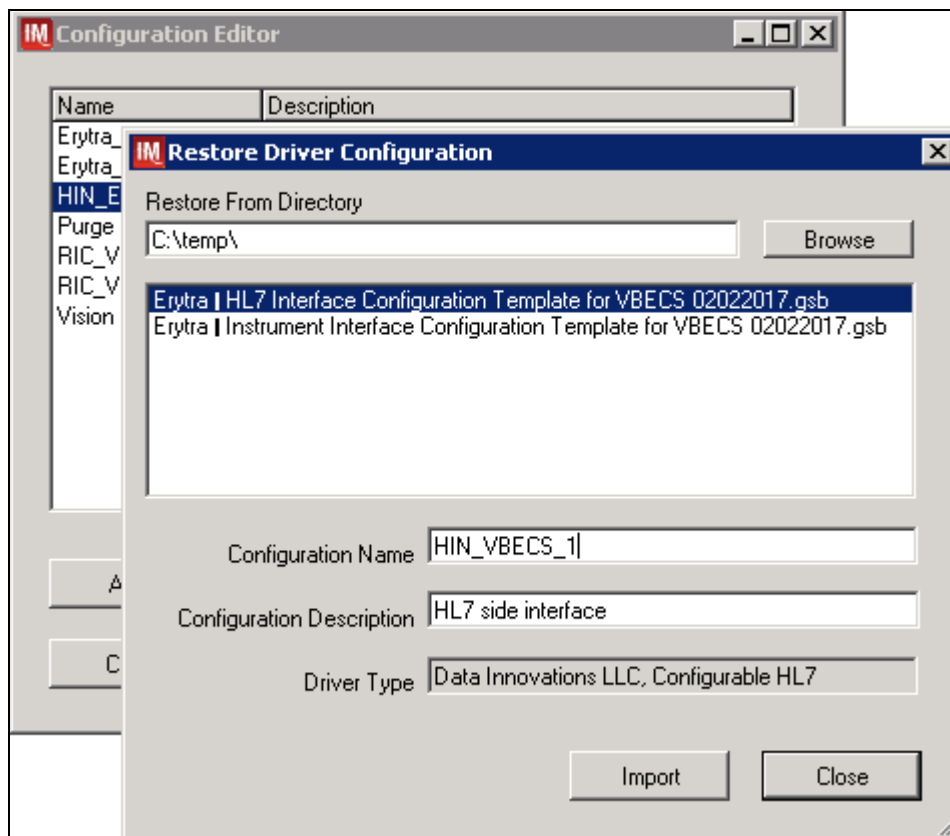 IM Configuration Editor
Name Description
Erytra_
Erytra_
HIN_E
Purge
RIC_V
RIC_V
Vision
A
C
IM Restore Driver Configuration
Restore From Directory
C:\temp\ Browse
Erytra | HL7 Interface Configuration Template for VBECS 02022017.gsb
Erytra | Instrument Interface Configuration Template for VBECS 02022017.gsb
Configuration Name HIN_VBECS_1
Configuration Description HL7 side interface
Driver Type Data Innovations LLC, Configurable HL7
Import Close